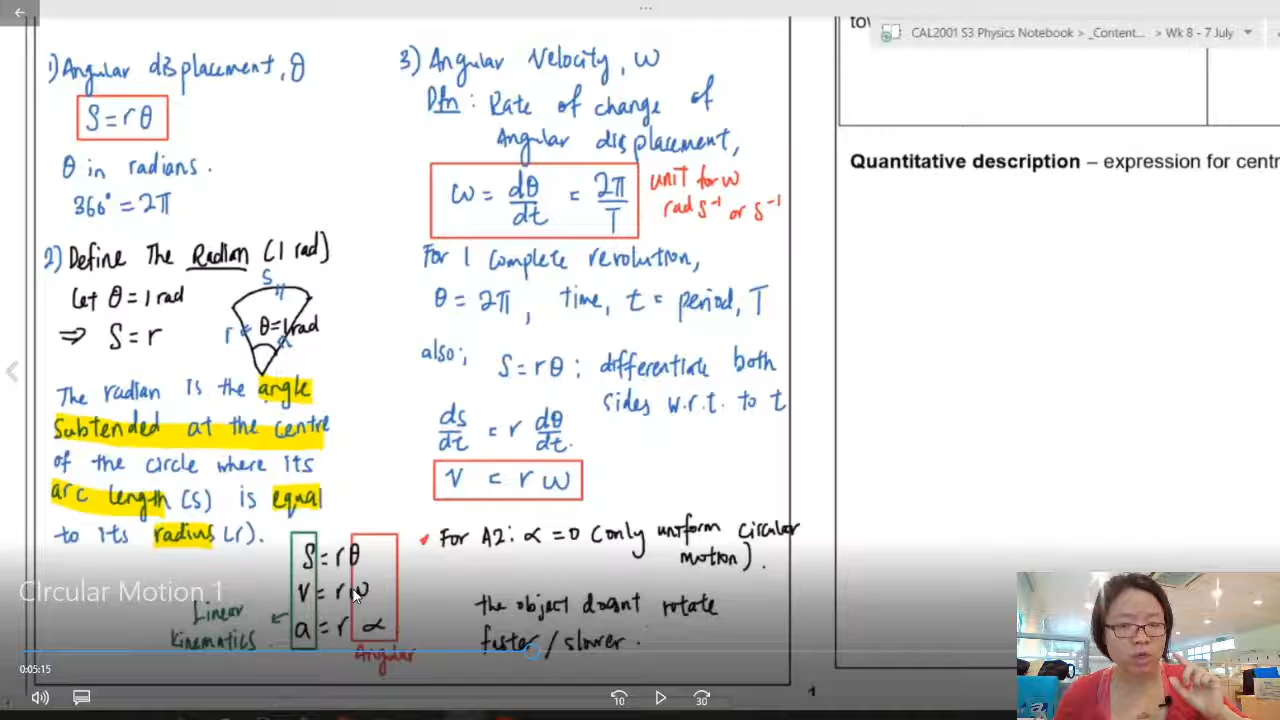 CAL2001 S3 Physics Notebook > _Content... > Wk 8 - 7 July
1) Angular displacement, θ
S = rθ
θ in radians.
360° = 2π
2) Define The Radian (1 rad)
Let θ = 1 rad
⇒ S = r
S
r
θ = 1 rad
The radian is the angle
subtended at the centre
of the circle where its
arc length (s) is equal
to its radius (r).
S = rθ
V = rω
a = r α
Linear
kinematics
Angular
3) Angular Velocity, ω
Dfn : Rate of change of
Angular displacement,
ω = dθ/dt = 2π/T
unit for ω
rad s⁻¹ or s⁻¹
For 1 complete revolution,
θ = 2π, time, t = period, T
also;
S = rθ : differentiate both
sides w.r.t. to t
ds/dt = r dθ/dt.
V = r ω
For A2: α = 0 (only uniform circular
motion).
the object doesn't rotate
faster / slower.
Quantitative description – expression for centr
CIrcular Motion 1
0:05:15
10
30